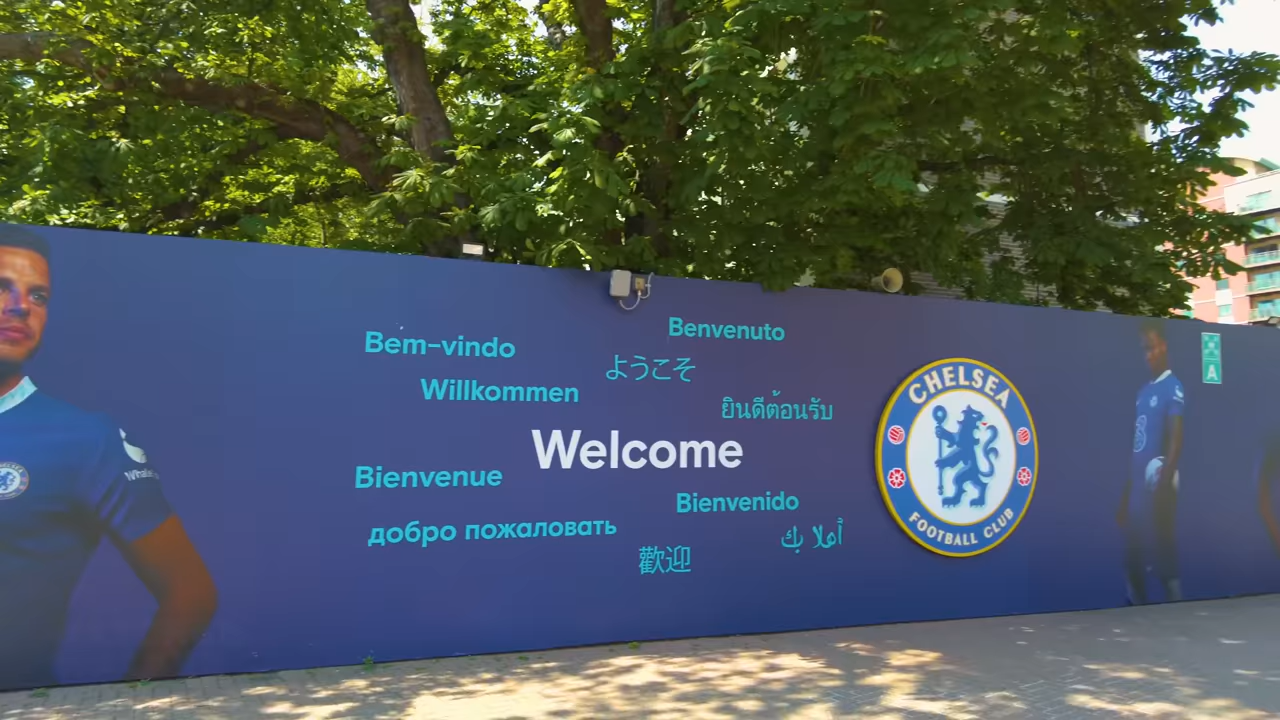 Benvenuto
Bem-vindo
ようこそ
Willkommen
ยินดีต้อนรับ
Welcome
Bienvenue
Bienvenido
добро пожаловать
أهلا بك
歡迎
CHELSEA
FOOTBALL CLUB
A